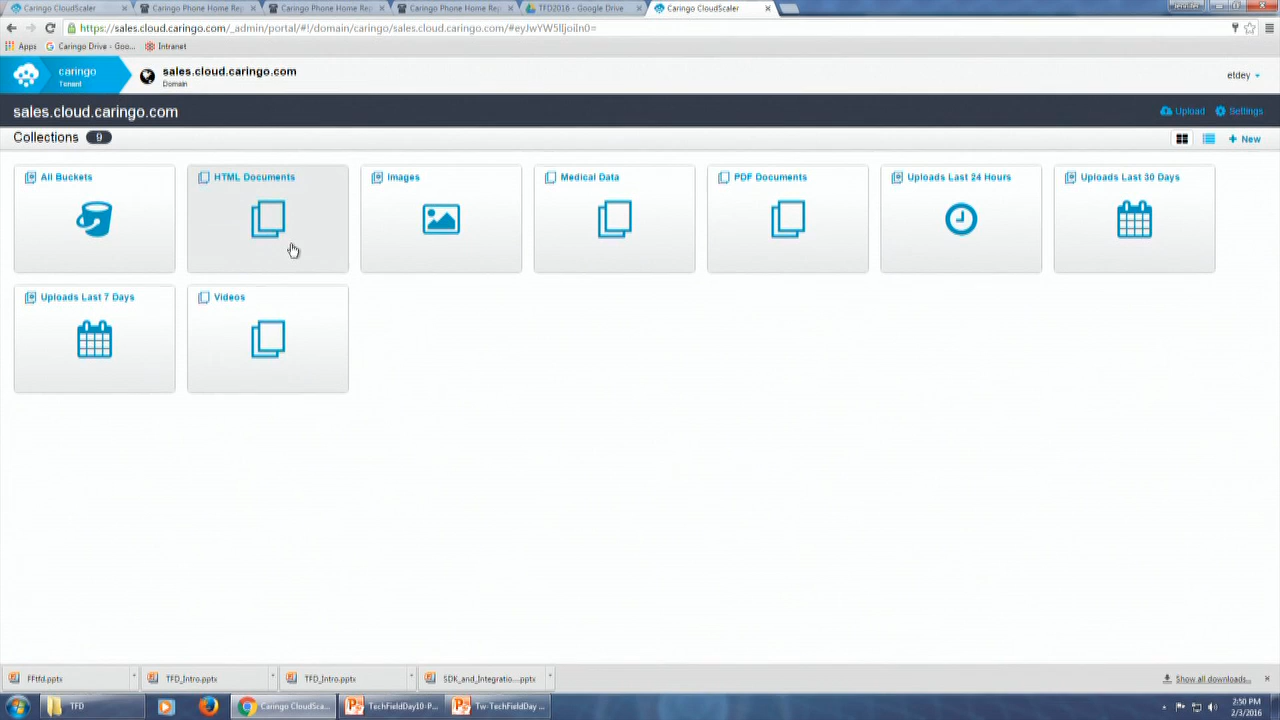 Caringo CloudScaler
Caringo Phone Home Rep
Caringo Phone Home Rep
Caringo Phone Home Rep
TFD2016 - Google Drive
Caringo CloudScaler
Jennifer
https://sales.cloud.caringo.com/_admin/portal/#!/domain/caringo/sales.cloud.caringo.com/#eyJwYW5lIjoiIn0=
Apps
Caringo Drive - Goo...
Intranet
caringo
Tenant
sales.cloud.caringo.com
Domain
etdey
sales.cloud.caringo.com
Upload
Settings
Collections 9
+ New
All Buckets
HTML Documents
Images
Medical Data
PDF Documents
Uploads Last 24 Hours
Uploads Last 30 Days
Uploads Last 7 Days
Videos
FFtfd.pptx
TFD_Intro.pptx
TFD_Intro.pptx
SDK_and_Integratio....pptx
Show all downloads...
TFD
Caringo CloudSca...
TechFieldDay10-P...
Tw-TechFieldDay ...
2:50 PM
2/3/2016